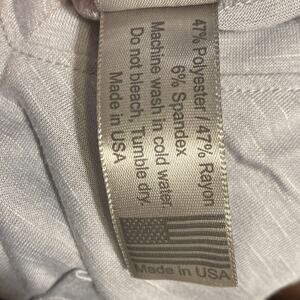 47% Polyester / 47% Rayon
6% Spandex
Machine wash in cold water
Do not bleach, Tumble dry.
Made in USA
Made in USA